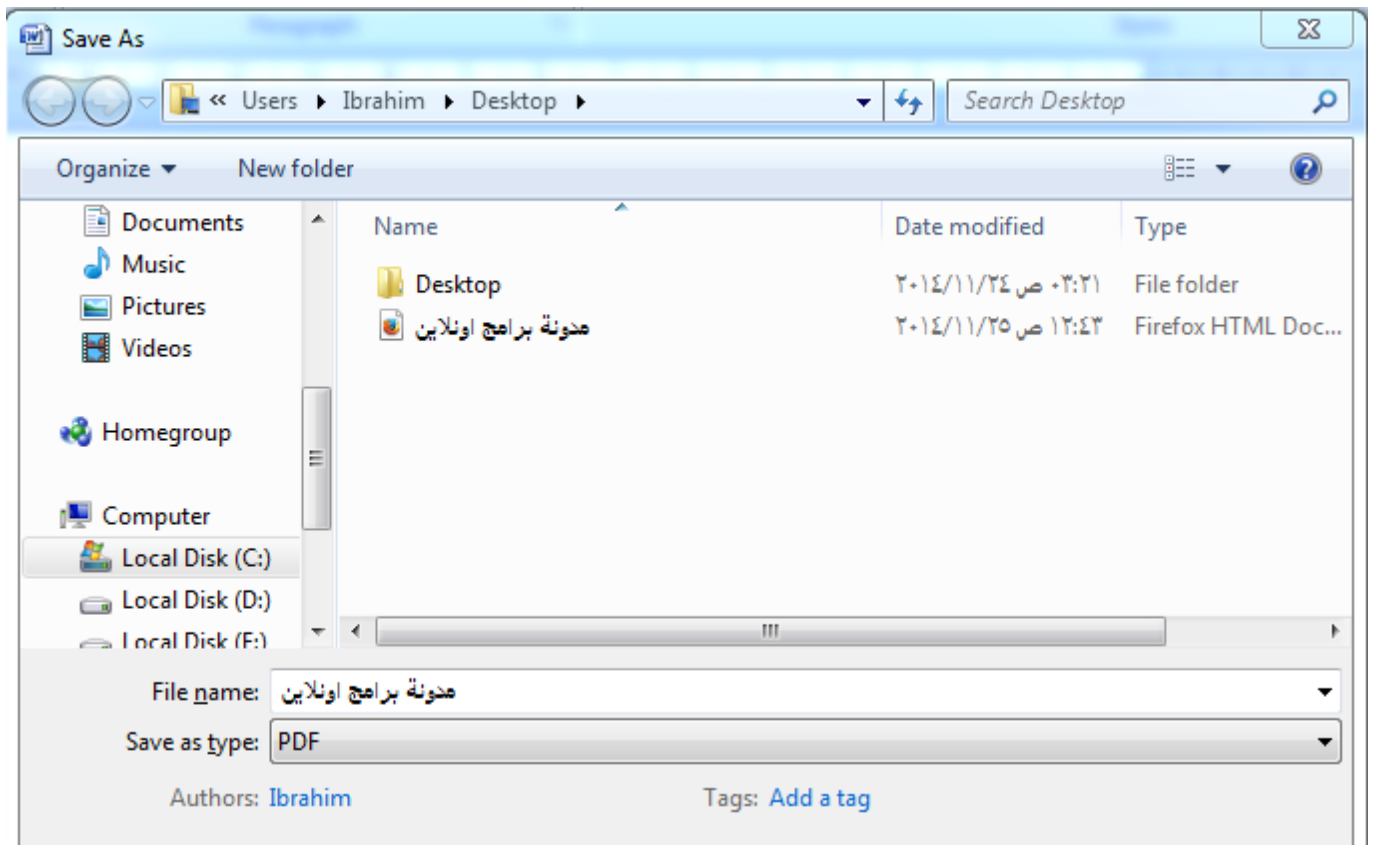 Save As
« Users ▸ Ibrahim ▸ Desktop ▸
Search Desktop
Organize ▾ New folder
Documents
Music
Pictures
Videos
Homegroup
Computer
Local Disk (C:)
Local Disk (D:)
Name Date modified Type
Desktop ٢٠١٤/١١/٢٤ ص ٠٣:٢١ File folder
مدونة برامج اونلاين ٢٠١٤/١١/٢٥ ص ١٢:٤٣ Firefox HTML Doc...
File name: مدونة برامج اونلاين
Save as type: PDF
Authors: Ibrahim Tags: Add a tag